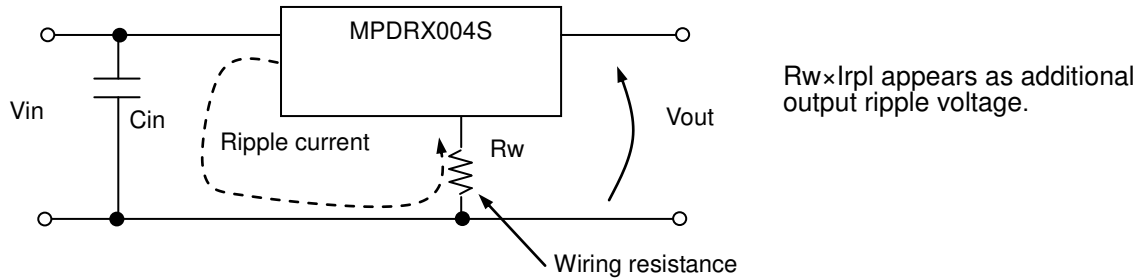 MPDRX004S
Rw×Irpl appears as additional
output ripple voltage.
Vin
Cin
Vout
Ripple current
Rw
Wiring resistance